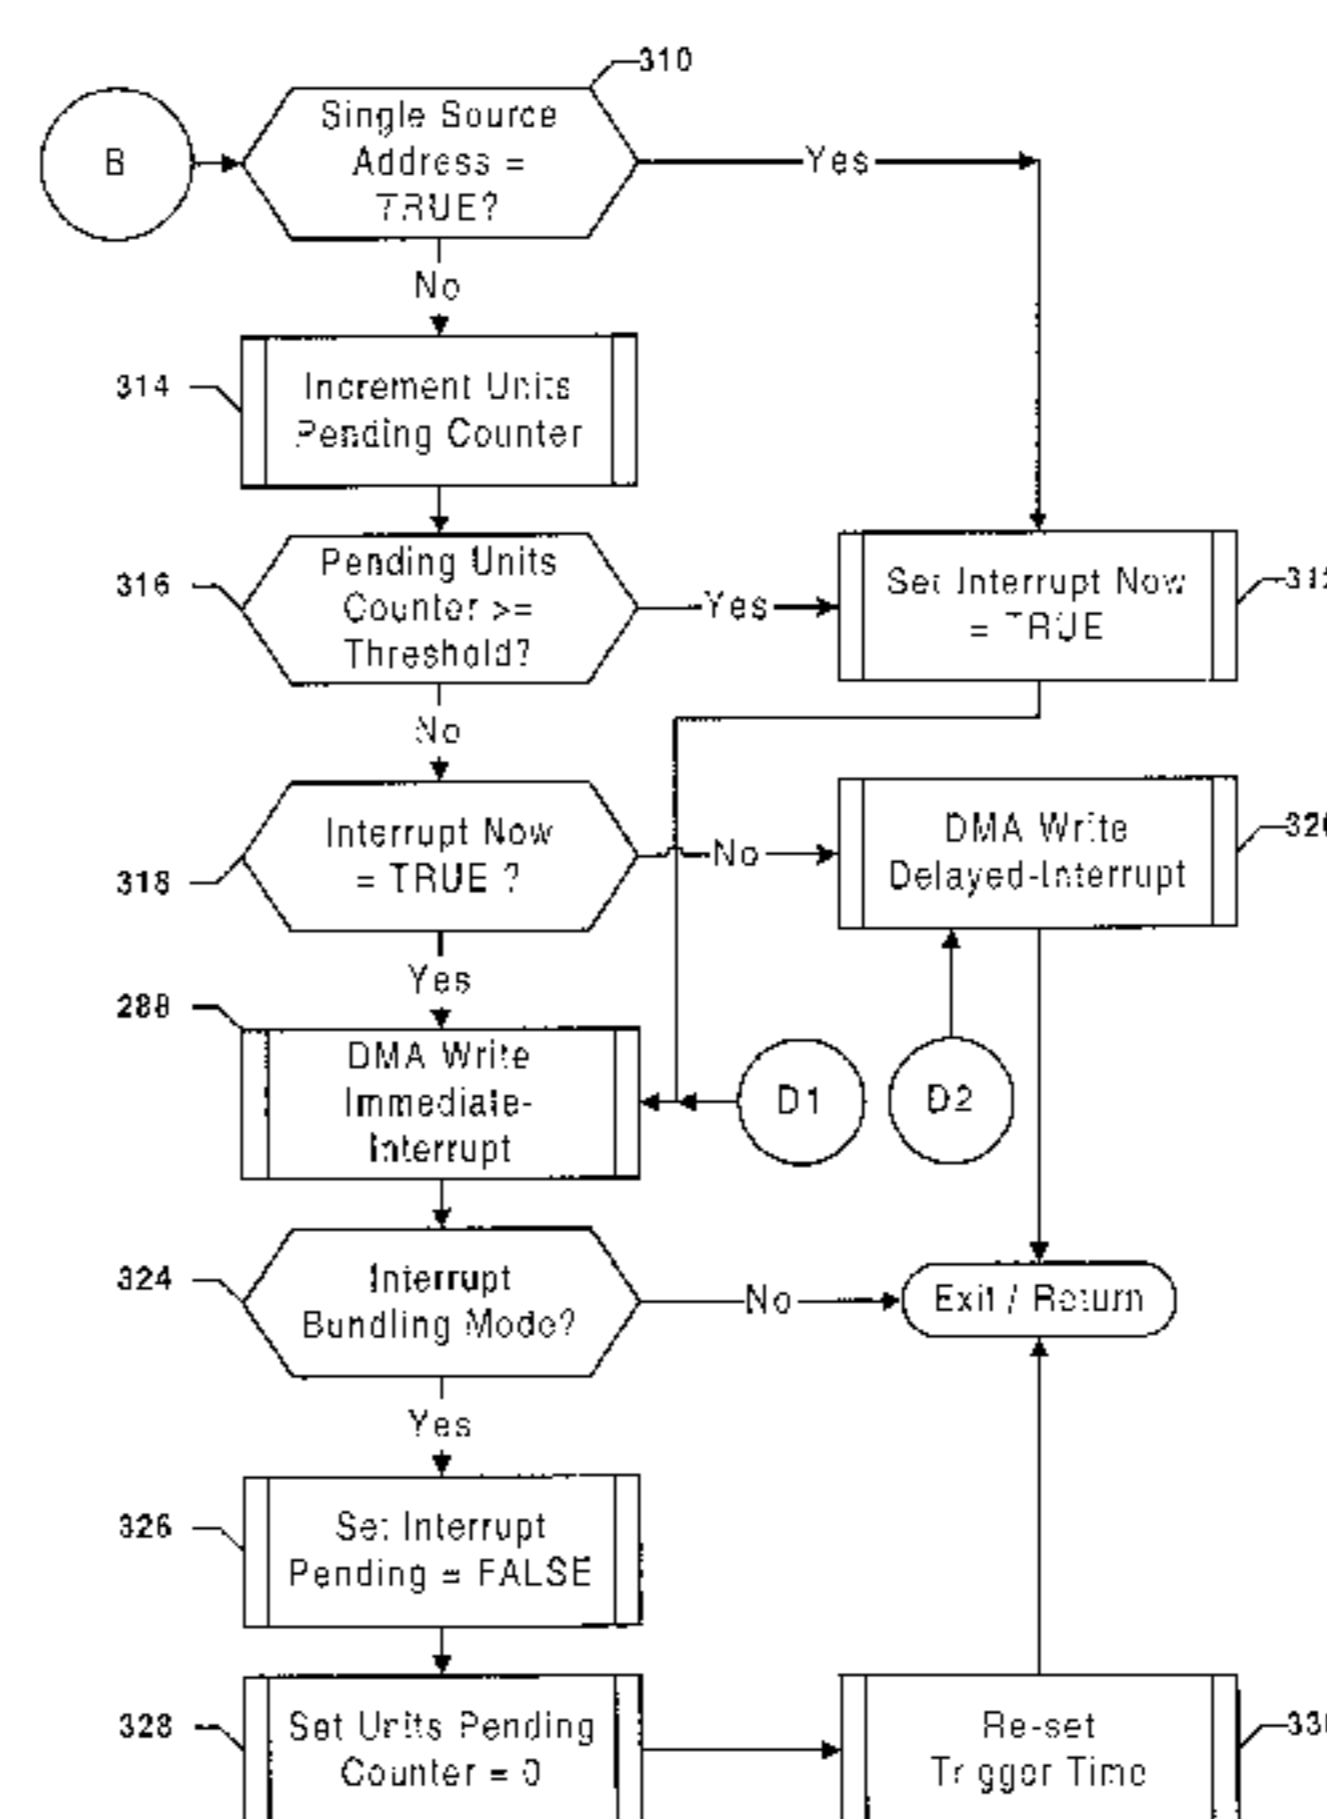 310
B
Single Source
Address =
TRUE?
Yes
No
314
Increment Units
Pending Counter
316
Pending Units
Counter >=
Threshold?
Yes
Set Interrupt Now
= TRUE
No
318
Interrupt Now
= TRUE ?
No
DMA Write
Delayed-Interrupt
Yes
288
DMA Write
Immediate-
Interrupt
D1
D2
324
Interrupt
Bundling Mode?
No
Exit / Return
Yes
326
Set Interrupt
Pending = FALSE
328
Set Units Pending
Counter = 0
Re-set
Trigger Time